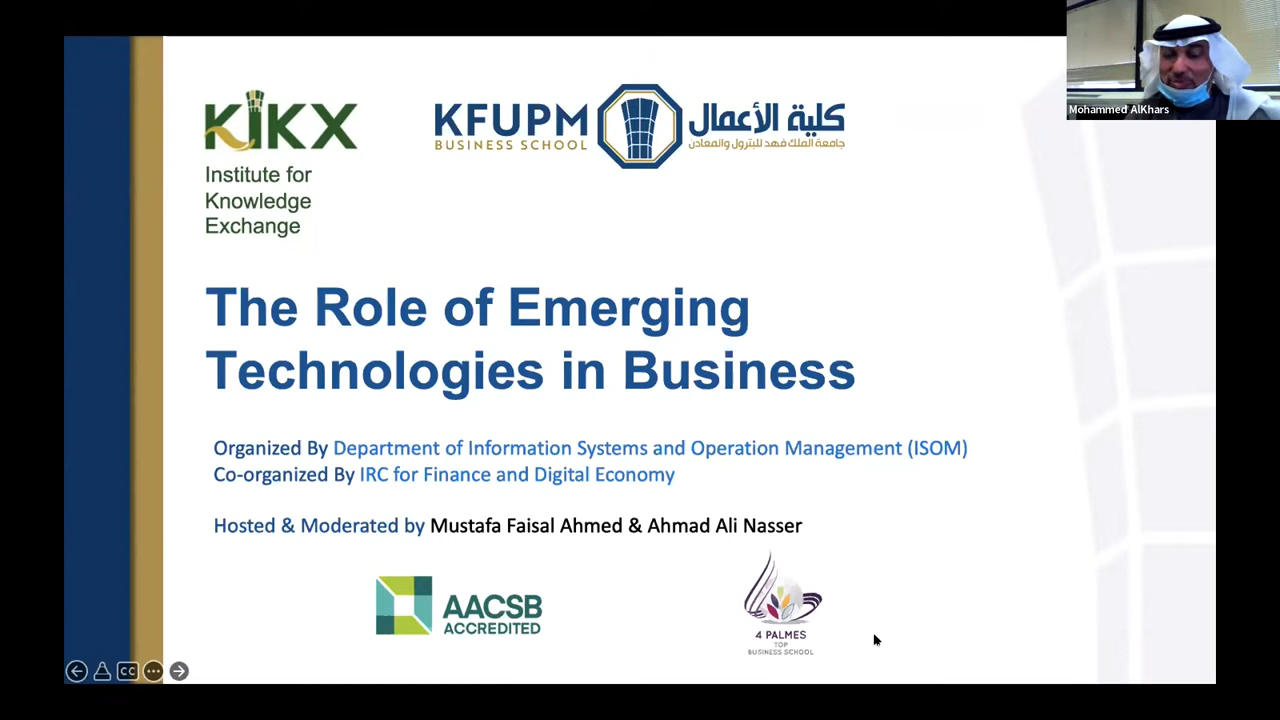 Mohammed AlKhars
KIKX
Institute for
Knowledge
Exchange
KFUPM
BUSINESS SCHOOL
كلية الأعمال
جامعة الملك فهد للبترول والمعادن
The Role of Emerging
Technologies in Business
Organized By Department of Information Systems and Operation Management (ISOM)
Co-organized By IRC for Finance and Digital Economy
Hosted & Moderated by Mustafa Faisal Ahmed & Ahmad Ali Nasser
AACSB
ACCREDITED
4 PALMES
TOP
BUSINESS SCHOOL
CC